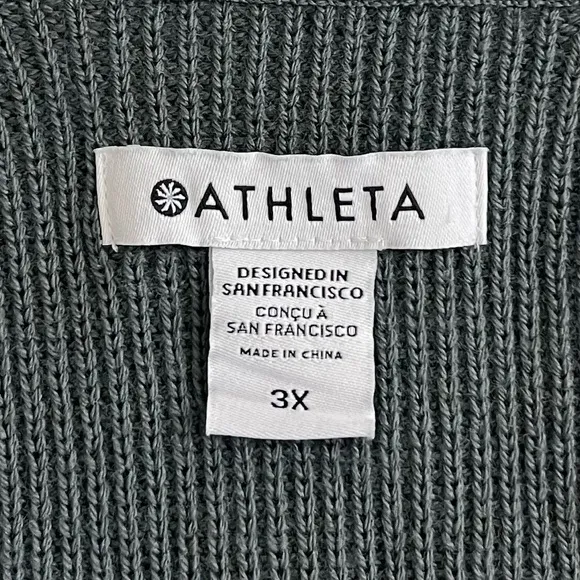 ATHLETA
DESIGNED IN
SAN FRANCISCO
CONÇU À
SAN FRANCISCO
MADE IN CHINA
3X